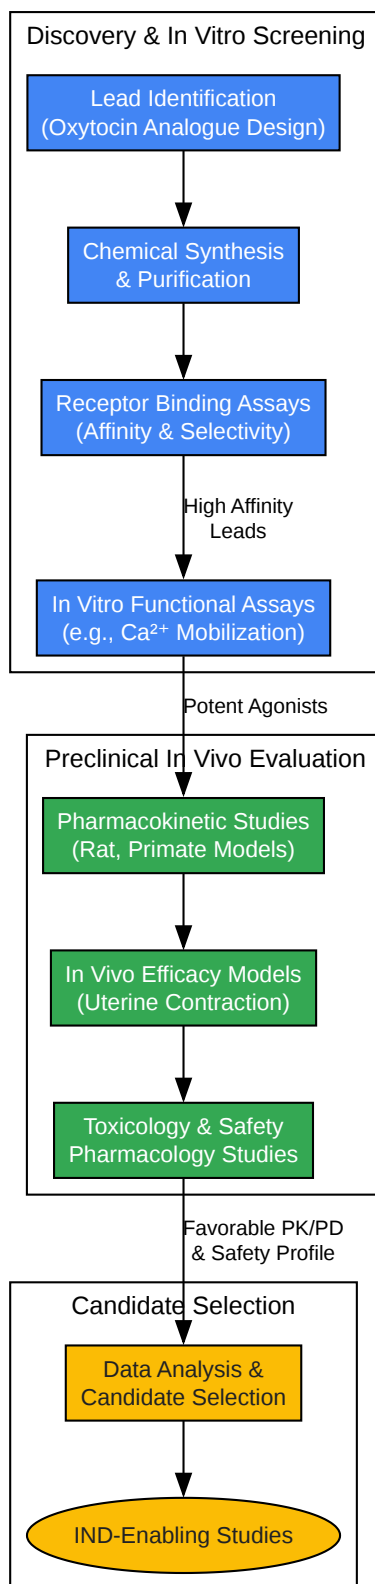 Discovery & In Vitro Screening
Lead Identification
(Oxytocin Analogue Design)
Chemical Synthesis
& Purification
Receptor Binding Assays
(Affinity & Selectivity)
High Affinity
Leads
In Vitro Functional Assays
(e.g., Ca²⁺ Mobilization)
Potent Agonists
Preclinical In Vivo Evaluation
Pharmacokinetic Studies
(Rat, Primate Models)
In Vivo Efficacy Models
(Uterine Contraction)
Toxicology & Safety
Pharmacology Studies
Favorable PK/PD
& Safety Profile
Candidate Selection
Data Analysis &
Candidate Selection
IND-Enabling Studies